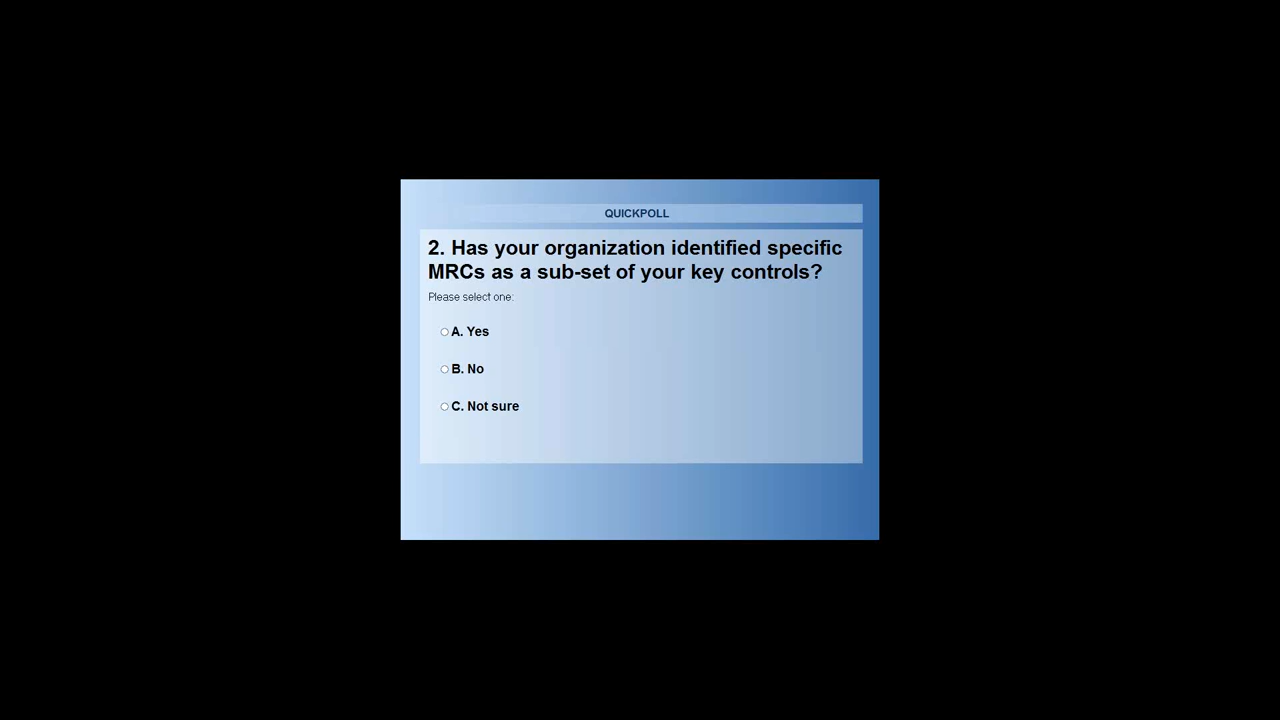 QUICKPOLL
2. Has your organization identified specific
MRCs as a sub-set of your key controls?
Please select one:
A. Yes
B. No
C. Not sure